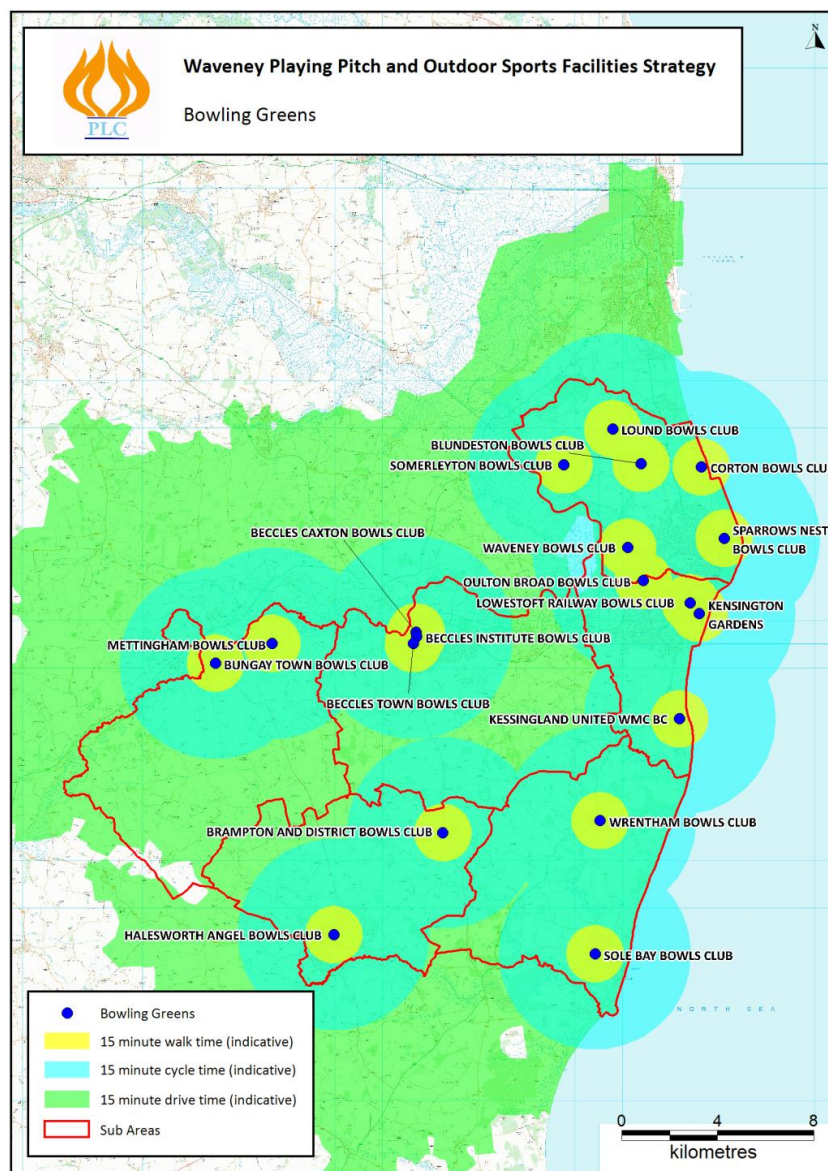 Waveney Playing Pitch and Outdoor Sports Facilities Strategy
Bowling Greens
PLC
N
LOUND BOWLS CLUB
BLUNDESTON BOWLS CLUB
SOMERLEYTON BOWLS CLUB
CORTON BOWLS CLU
SPARROWS NEST
BOWLS CLUB
BECCLES CAXTON BOWLS CLUB
WAVENEY BOWLS CLUB
OULTON BROAD BOWLS CLUB
LOWESTOFT RAILWAY BOWLS CLUB
KENSINGTON
GARDENS
METTINGHAM BOWLS CLUB
BECCLES INSTITUTE BOWLS CLUB
BUNGAY TOWN BOWLS CLUB
BECCLES TOWN BOWLS CLUB
KESSINGLAND UNITED WMC BC
BRAMPTON AND DISTRICT BOWLS CLUB
WRENTHAM BOWLS CLUB
HALESWORTH ANGEL BOWLS CLUB
SOLE BAY BOWLS CLUB
NORTH SEA
Bowling Greens
15 minute walk time (indicative)
15 minute cycle time (indicative)
15 minute drive time (indicative)
Sub Areas
0 4 8
kilometres